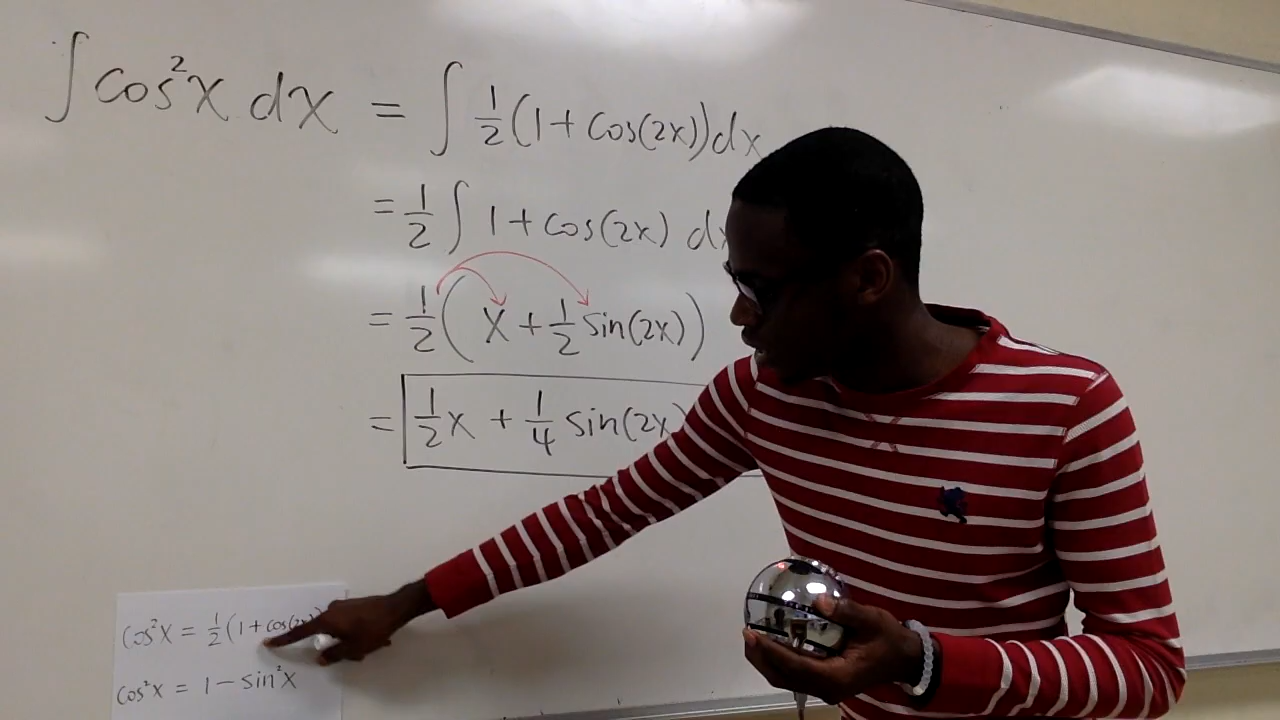 ∫ cos²x dx = ∫ 1/2 (1 + cos(2x)) dx
= 1/2 ∫ 1 + cos(2x) dx
= 1/2 ( x + 1/2 sin(2x) )
= 1/2 x + 1/4 sin(2x)
cos²x = 1/2 (1 + cos(2x)
cos²x = 1 - sin²x